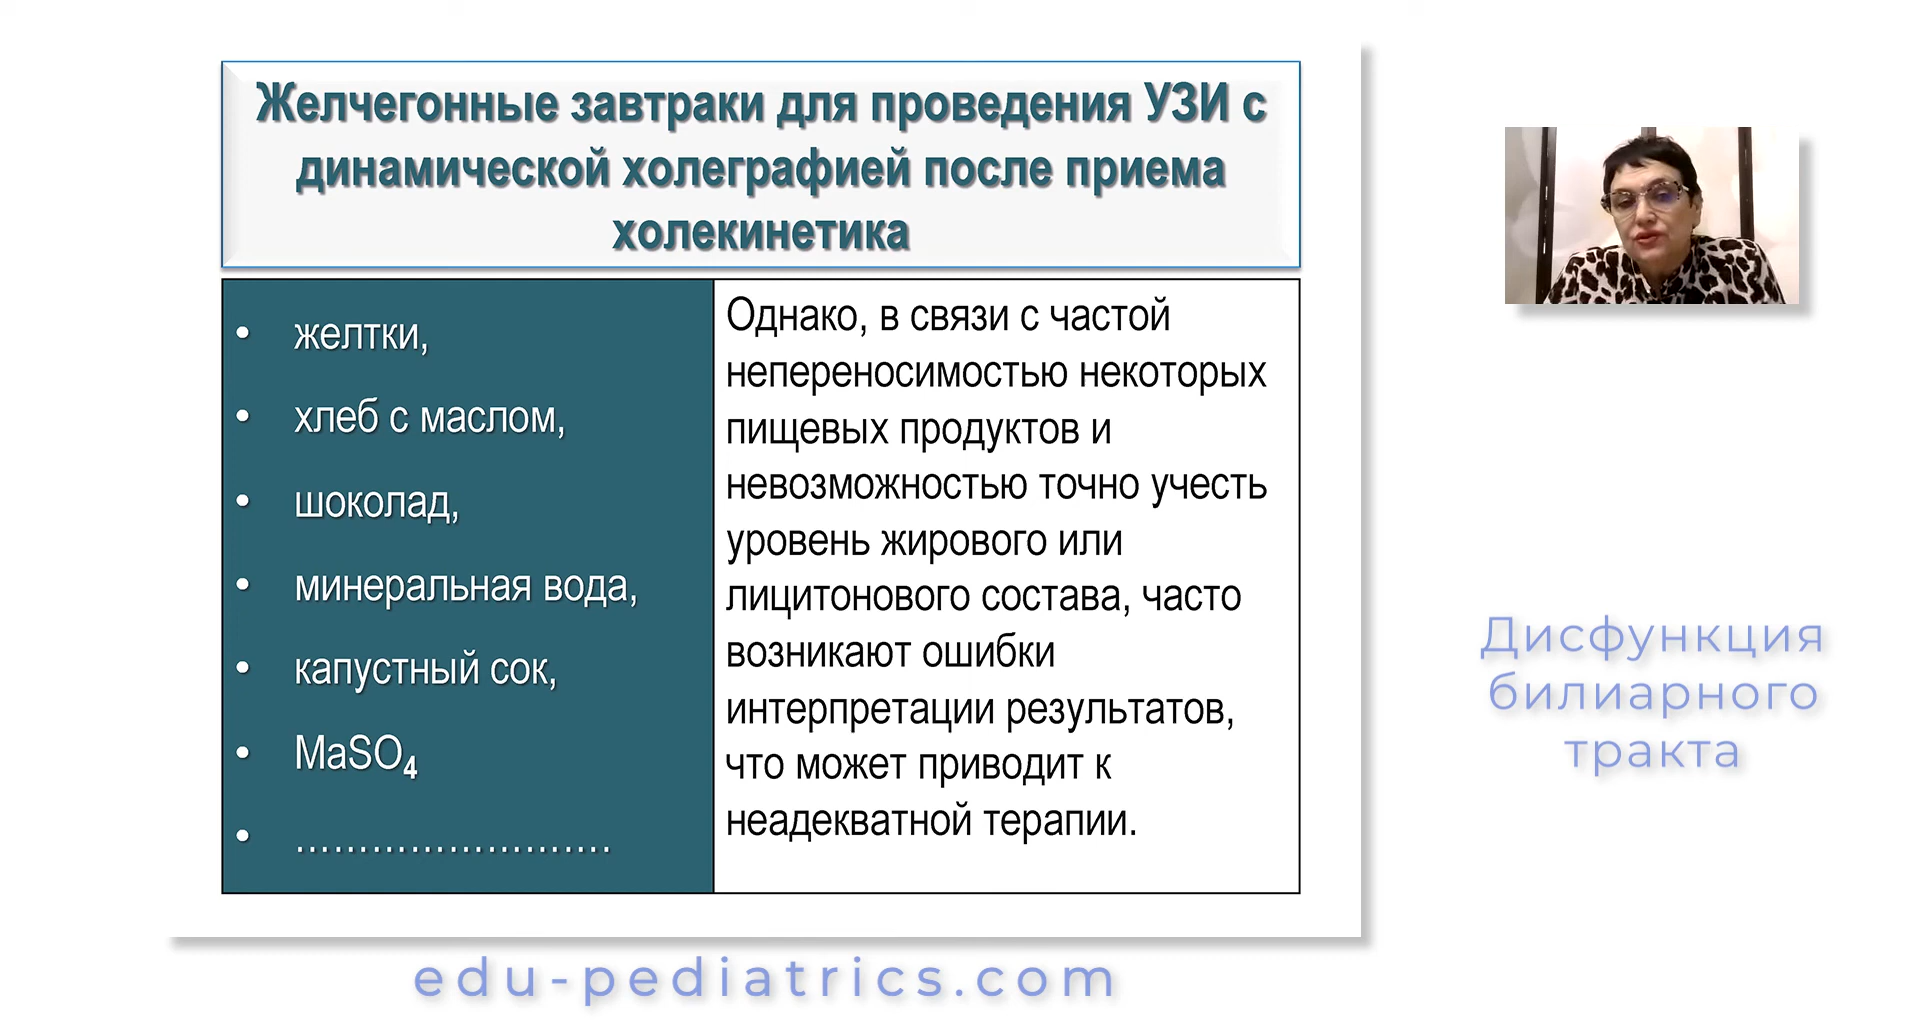 Желчегонные завтраки для проведения УЗИ с
динамической холеграфией после приема
холекинетика
• желтки,
• хлеб с маслом,
• шоколад,
• минеральная вода,
• капустный сок,
• MaSO₄
• ……………………
Однако, в связи с частой
непереносимостью некоторых
пищевых продуктов и
невозможностью точно учесть
уровень жирового или
лицитонового состава, часто
возникают ошибки
интерпретации результатов,
что может приводит к
неадекватной терапии.
Дисфункция
билиарного
тракта
edu-pediatrics.com